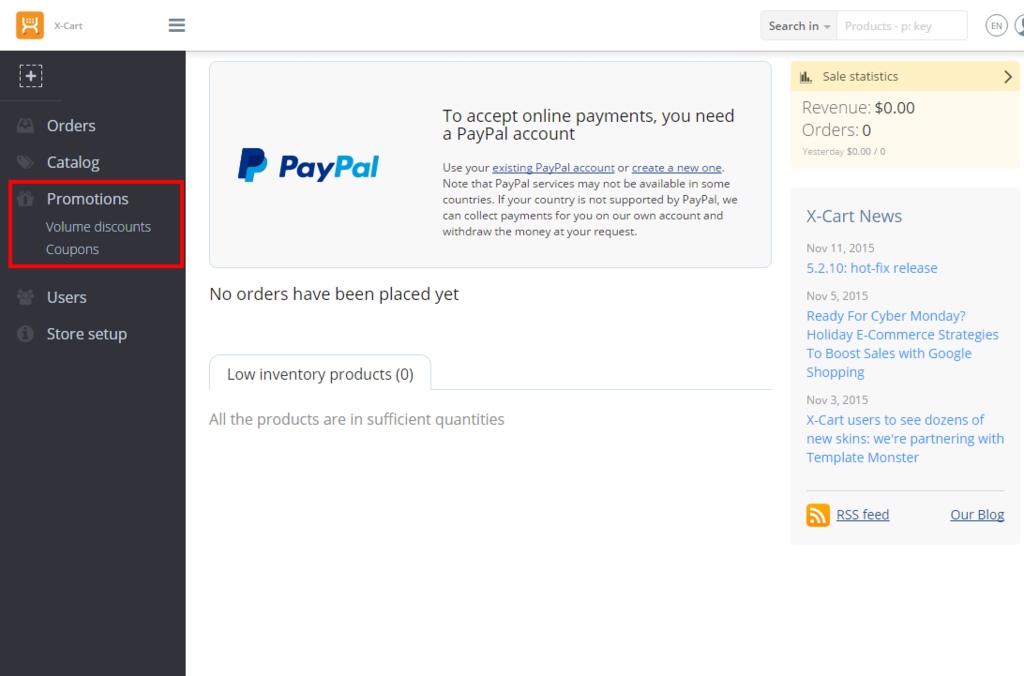 X-Cart
Search in
Products - p: key
EN
Orders
Catalog
Promotions
Volume discounts
Coupons
Users
Store setup
PayPal
To accept online payments, you need
a PayPal account
Use your existing PayPal account or create a new one.
Note that PayPal services may not be available in some
countries. If your country is not supported by PayPal, we
can collect payments for you on our own account and
withdraw the money at your request.
No orders have been placed yet
Low inventory products (0)
All the products are in sufficient quantities
Sale statistics
Revenue: $0.00
Orders: 0
Yesterday $0.00 / 0
X-Cart News
Nov 11, 2015
5.2.10: hot-fix release
Nov 5, 2015
Ready For Cyber Monday?
Holiday E-Commerce Strategies
To Boost Sales with Google
Shopping
Nov 3, 2015
X-Cart users to see dozens of
new skins: we're partnering with
Template Monster
RSS feed
Our Blog